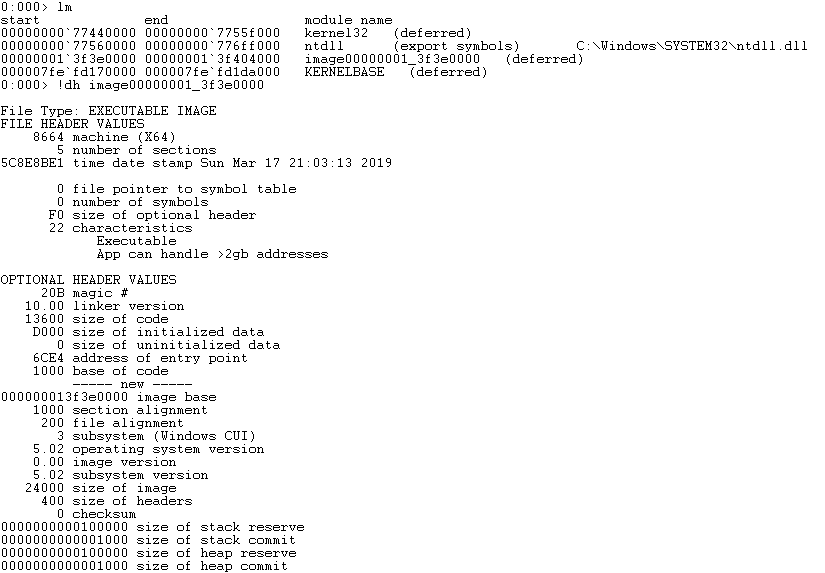 0:000> lm
start             end                 module name
00000000`77440000 00000000`7755f000   kernel32   (deferred)
00000000`77560000 00000000`776ff000   ntdll      (export symbols)       C:\Windows\SYSTEM32\ntdll.dll
00000001`3f3e0000 00000001`3f404000   image00000001_3f3e0000   (deferred)
000007fe`fd170000 000007fe`fd1da000   KERNELBASE   (deferred)
0:000> !dh image00000001_3f3e0000
File Type: EXECUTABLE IMAGE
FILE HEADER VALUES
    8664 machine (X64)
       5 number of sections
5C8E8BE1 time date stamp Sun Mar 17 21:03:13 2019
       0 file pointer to symbol table
       0 number of symbols
      F0 size of optional header
      22 characteristics
            Executable
            App can handle >2gb addresses
OPTIONAL HEADER VALUES
     20B magic #
   10.00 linker version
   13600 size of code
    D000 size of initialized data
       0 size of uninitialized data
    6CE4 address of entry point
    1000 base of code
         ----- new -----
000000013f3e0000 image base
    1000 section alignment
     200 file alignment
       3 subsystem (Windows CUI)
    5.02 operating system version
    0.00 image version
    5.02 subsystem version
   24000 size of image
     400 size of headers
       0 checksum
0000000000100000 size of stack reserve
0000000000001000 size of stack commit
0000000000100000 size of heap reserve
0000000000001000 size of heap commit